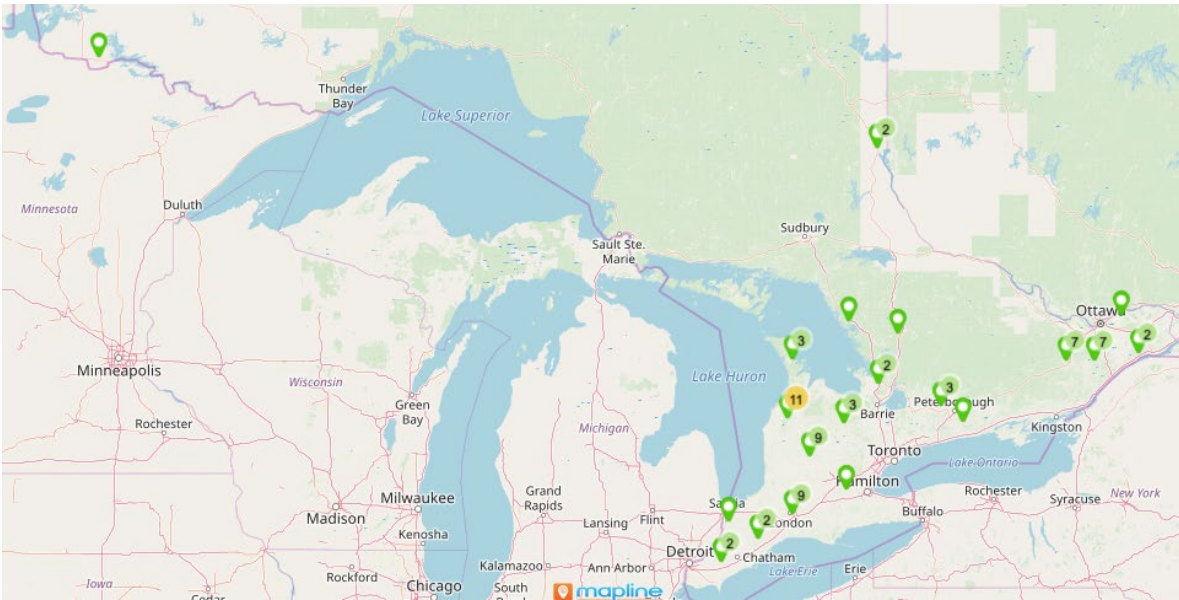 Thunder
Bay
Lake Superior
2
Minnesota
Duluth
Sudbury
Sault Ste.
Marie
Ottawa
3
7
7
2
Minneapolis
Lake Huron
2
Wisconsin
11
3
3
Green
Bay
Barrie
Peterborough
Rochester
Michigan
Kingston
9
Toronto
Lake Ontario
Hamilton
Milwaukee
Grand
Rapids
Sarnia
9
Rochester
New York
Syracuse
Madison
Lansing
Flint
2
London
Buffalo
Kenosha
2
Detroit
Chatham
Iowa
Rockford
Kalamazoo
Ann Arbor
Lake Erie
Erie
Chicago
South
mapline
Cedar